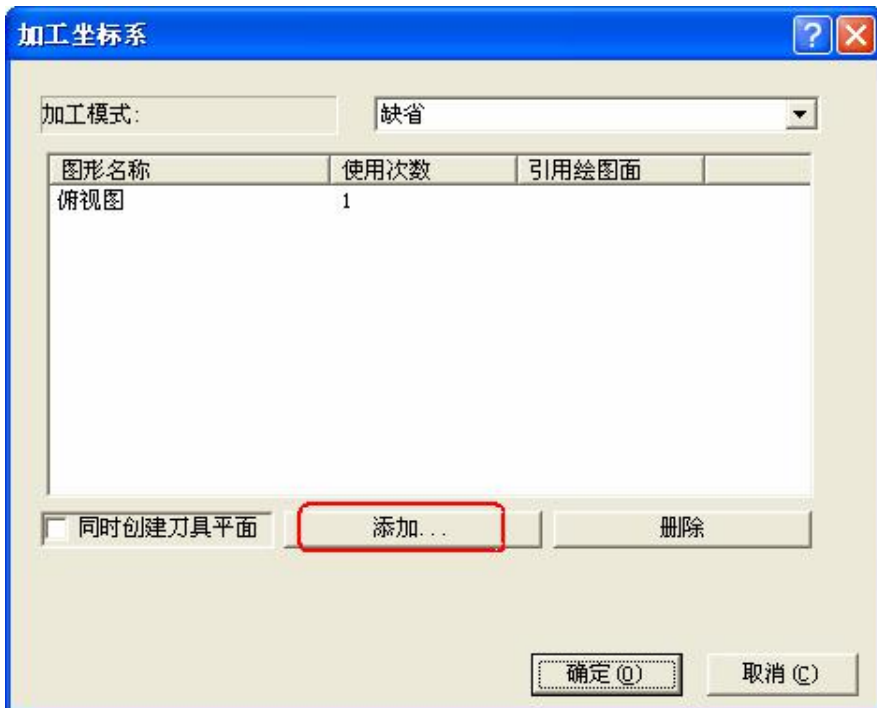 加工坐标系
加工模式: 缺省
图形名称 使用次数 引用绘图面
俯视图 1
同时创建刀具平面 添加... 删除
确定(O) 取消(C)